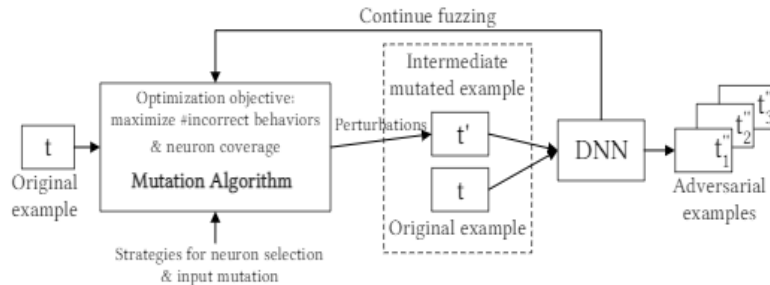 Continue fuzzing
Intermediate
mutated example
Optimization objective:
maximize #incorrect behaviors
& neuron coverage
Mutation Algorithm
Perturbations
t
Original
example
t'
t
Original example
DNN
t''1
t''2
t''3
Adversarial
examples
Strategies for neuron selection
& input mutation